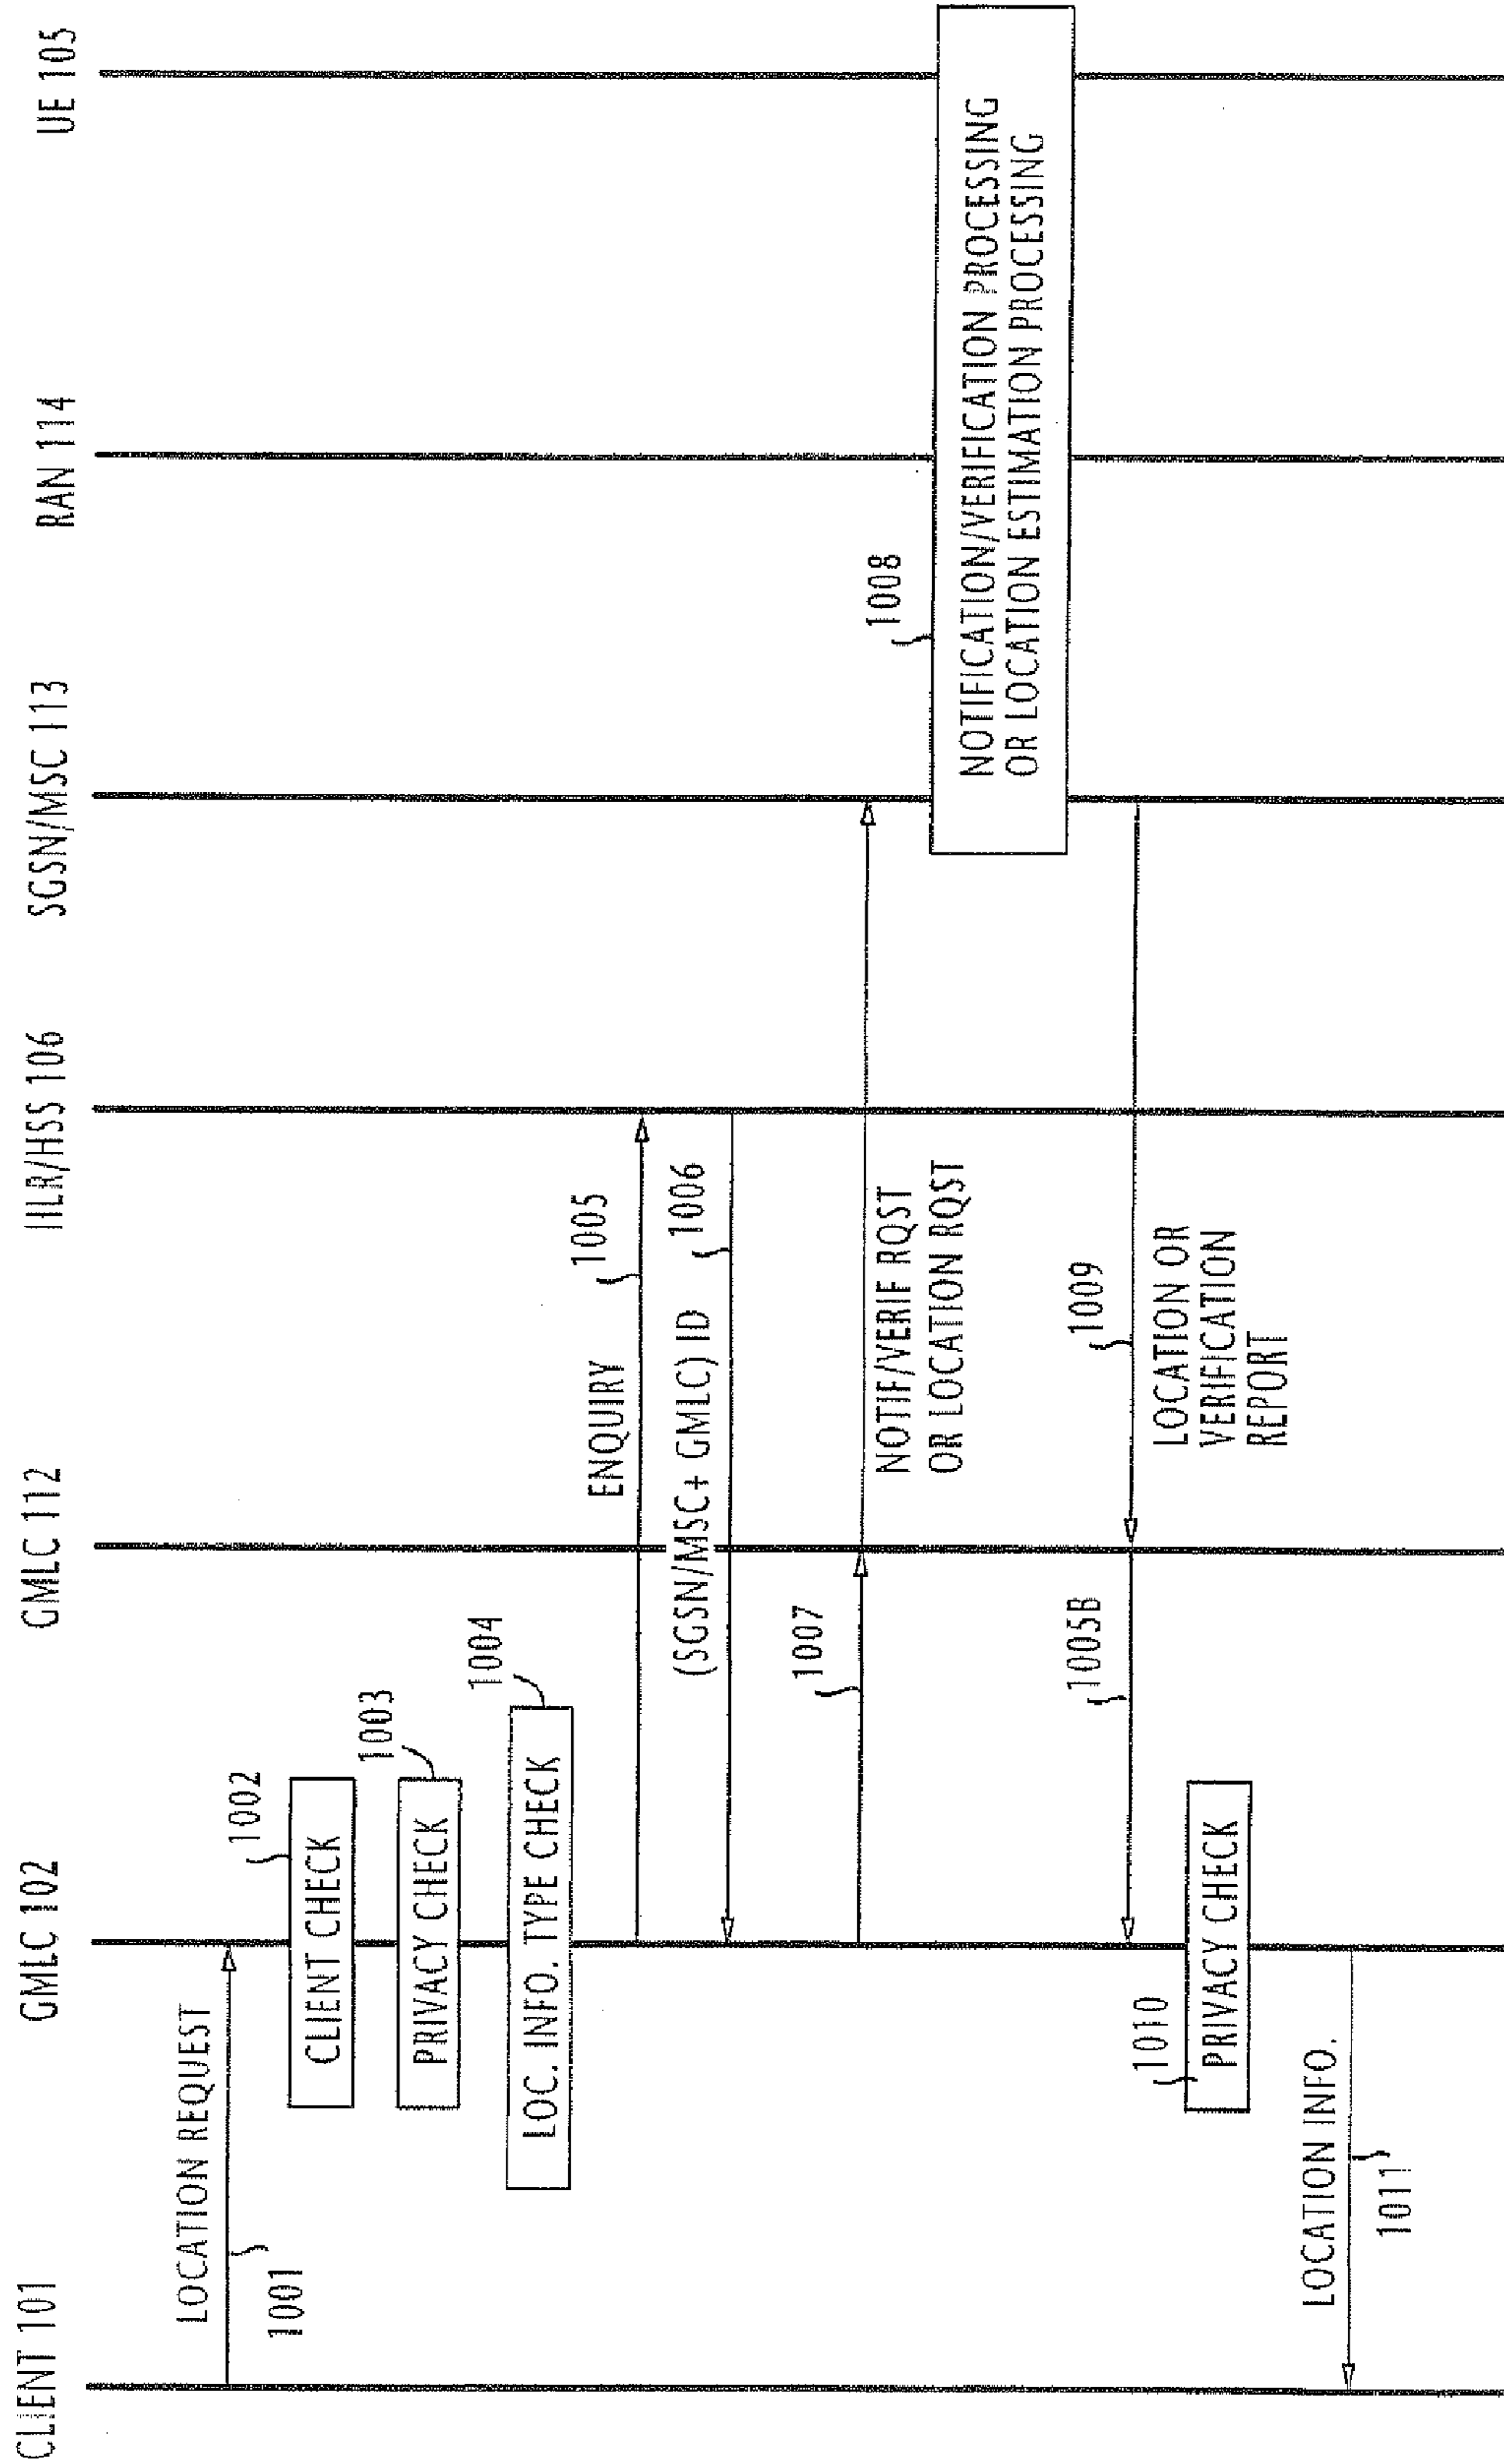 CLIENT 101
GMLC 102
GMLC 112
HLR/HSS 106
SGSN/MSC 113
RAN 114
UE 105
LOCATION REQUEST
1001
1002
CLIENT CHECK
1003
PRIVACY CHECK
1004
LOC. INFO. TYPE CHECK
ENQUIRY
1005
(SGSN/MSC+ GMLC) ID
1006
1007
NOTIF/VERIF RQST
OR LOCATION RQST
1008
NOTIFICATION/VERIFICATION PROCESSING
OR LOCATION ESTIMATION PROCESSING
1005B
1009
LOCATION OR
VERIFICATION
REPORT
1010
PRIVACY CHECK
LOCATION INFO.
1011